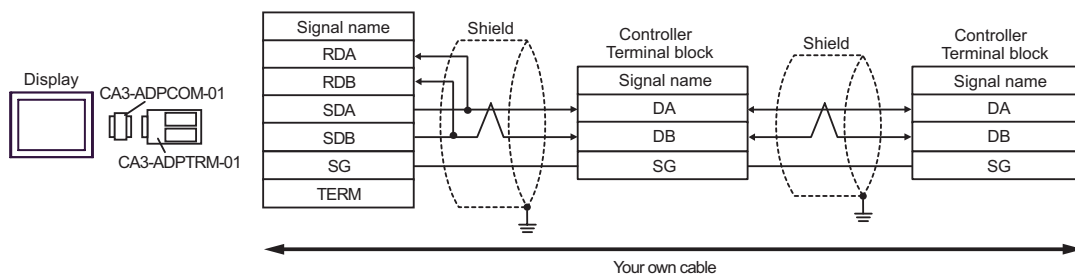 Display
CA3-ADPCOM-01
CA3-ADPTRM-01
Signal name
RDA
RDB
SDA
SDB
SG
TERM
Shield
Controller
Terminal block
Signal name
DA
DB
SG
Shield
Controller
Terminal block
Signal name
DA
DB
SG
Your own cable